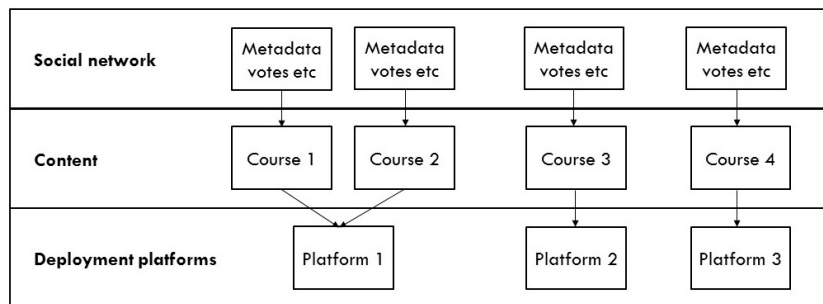 Social network
Metadata
votes etc
Metadata
votes etc
Metadata
votes etc
Metadata
votes etc
Content
Course 1
Course 2
Course 3
Course 4
Deployment platforms
Platform 1
Platform 2
Platform 3